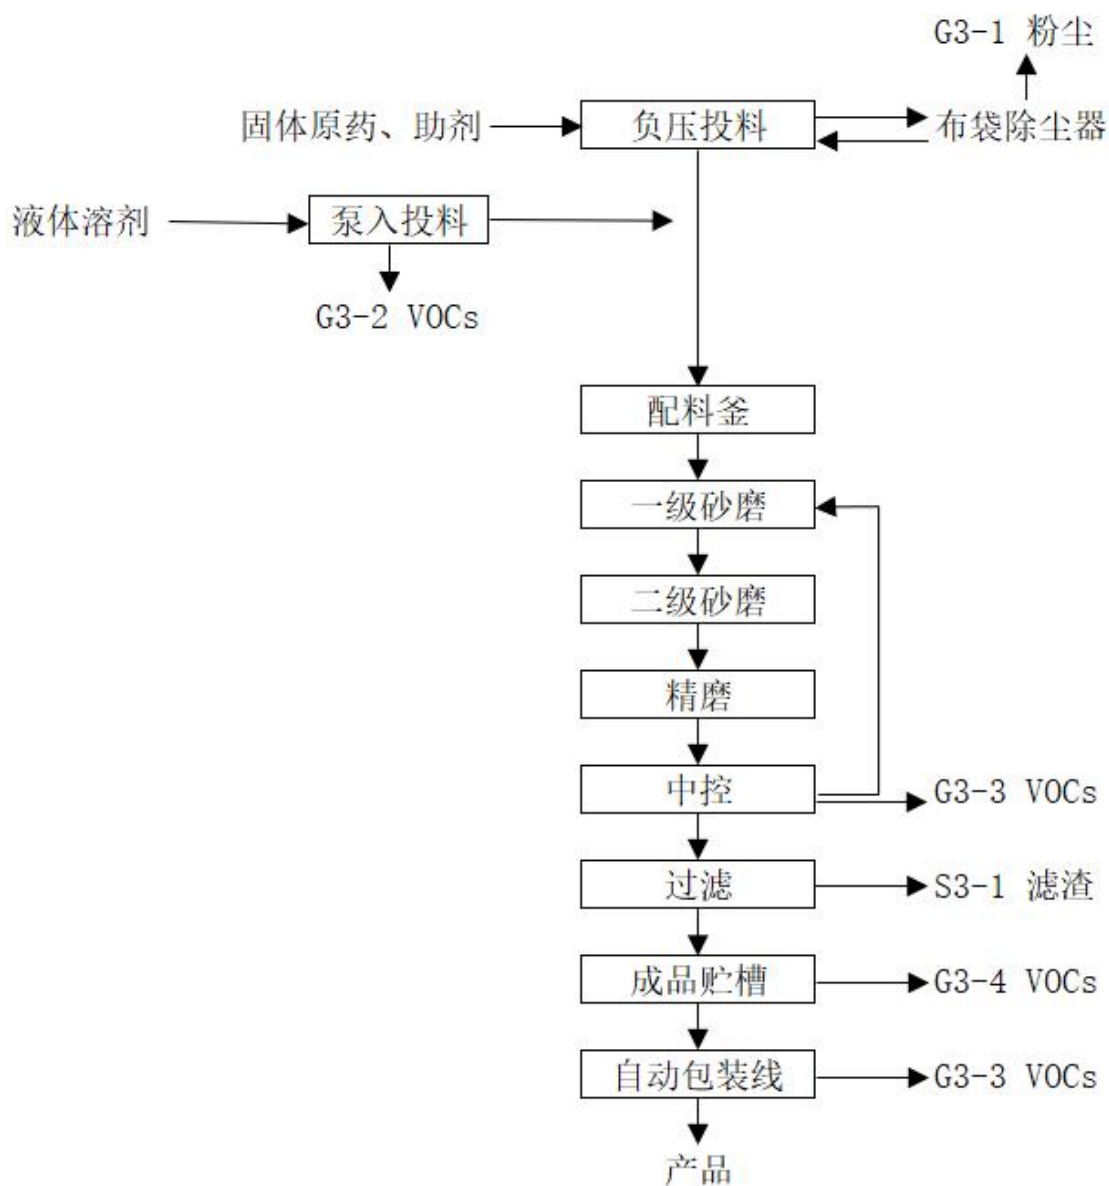 G3-1 粉尘
固体原药、助剂
负压投料
布袋除尘器
液体溶剂
泵入投料
G3-2 VOCs
配料釜
一级砂磨
二级砂磨
精磨
中控
G3-3 VOCs
过滤
S3-1 滤渣
成品贮槽
G3-4 VOCs
自动包装线
G3-3 VOCs
产品